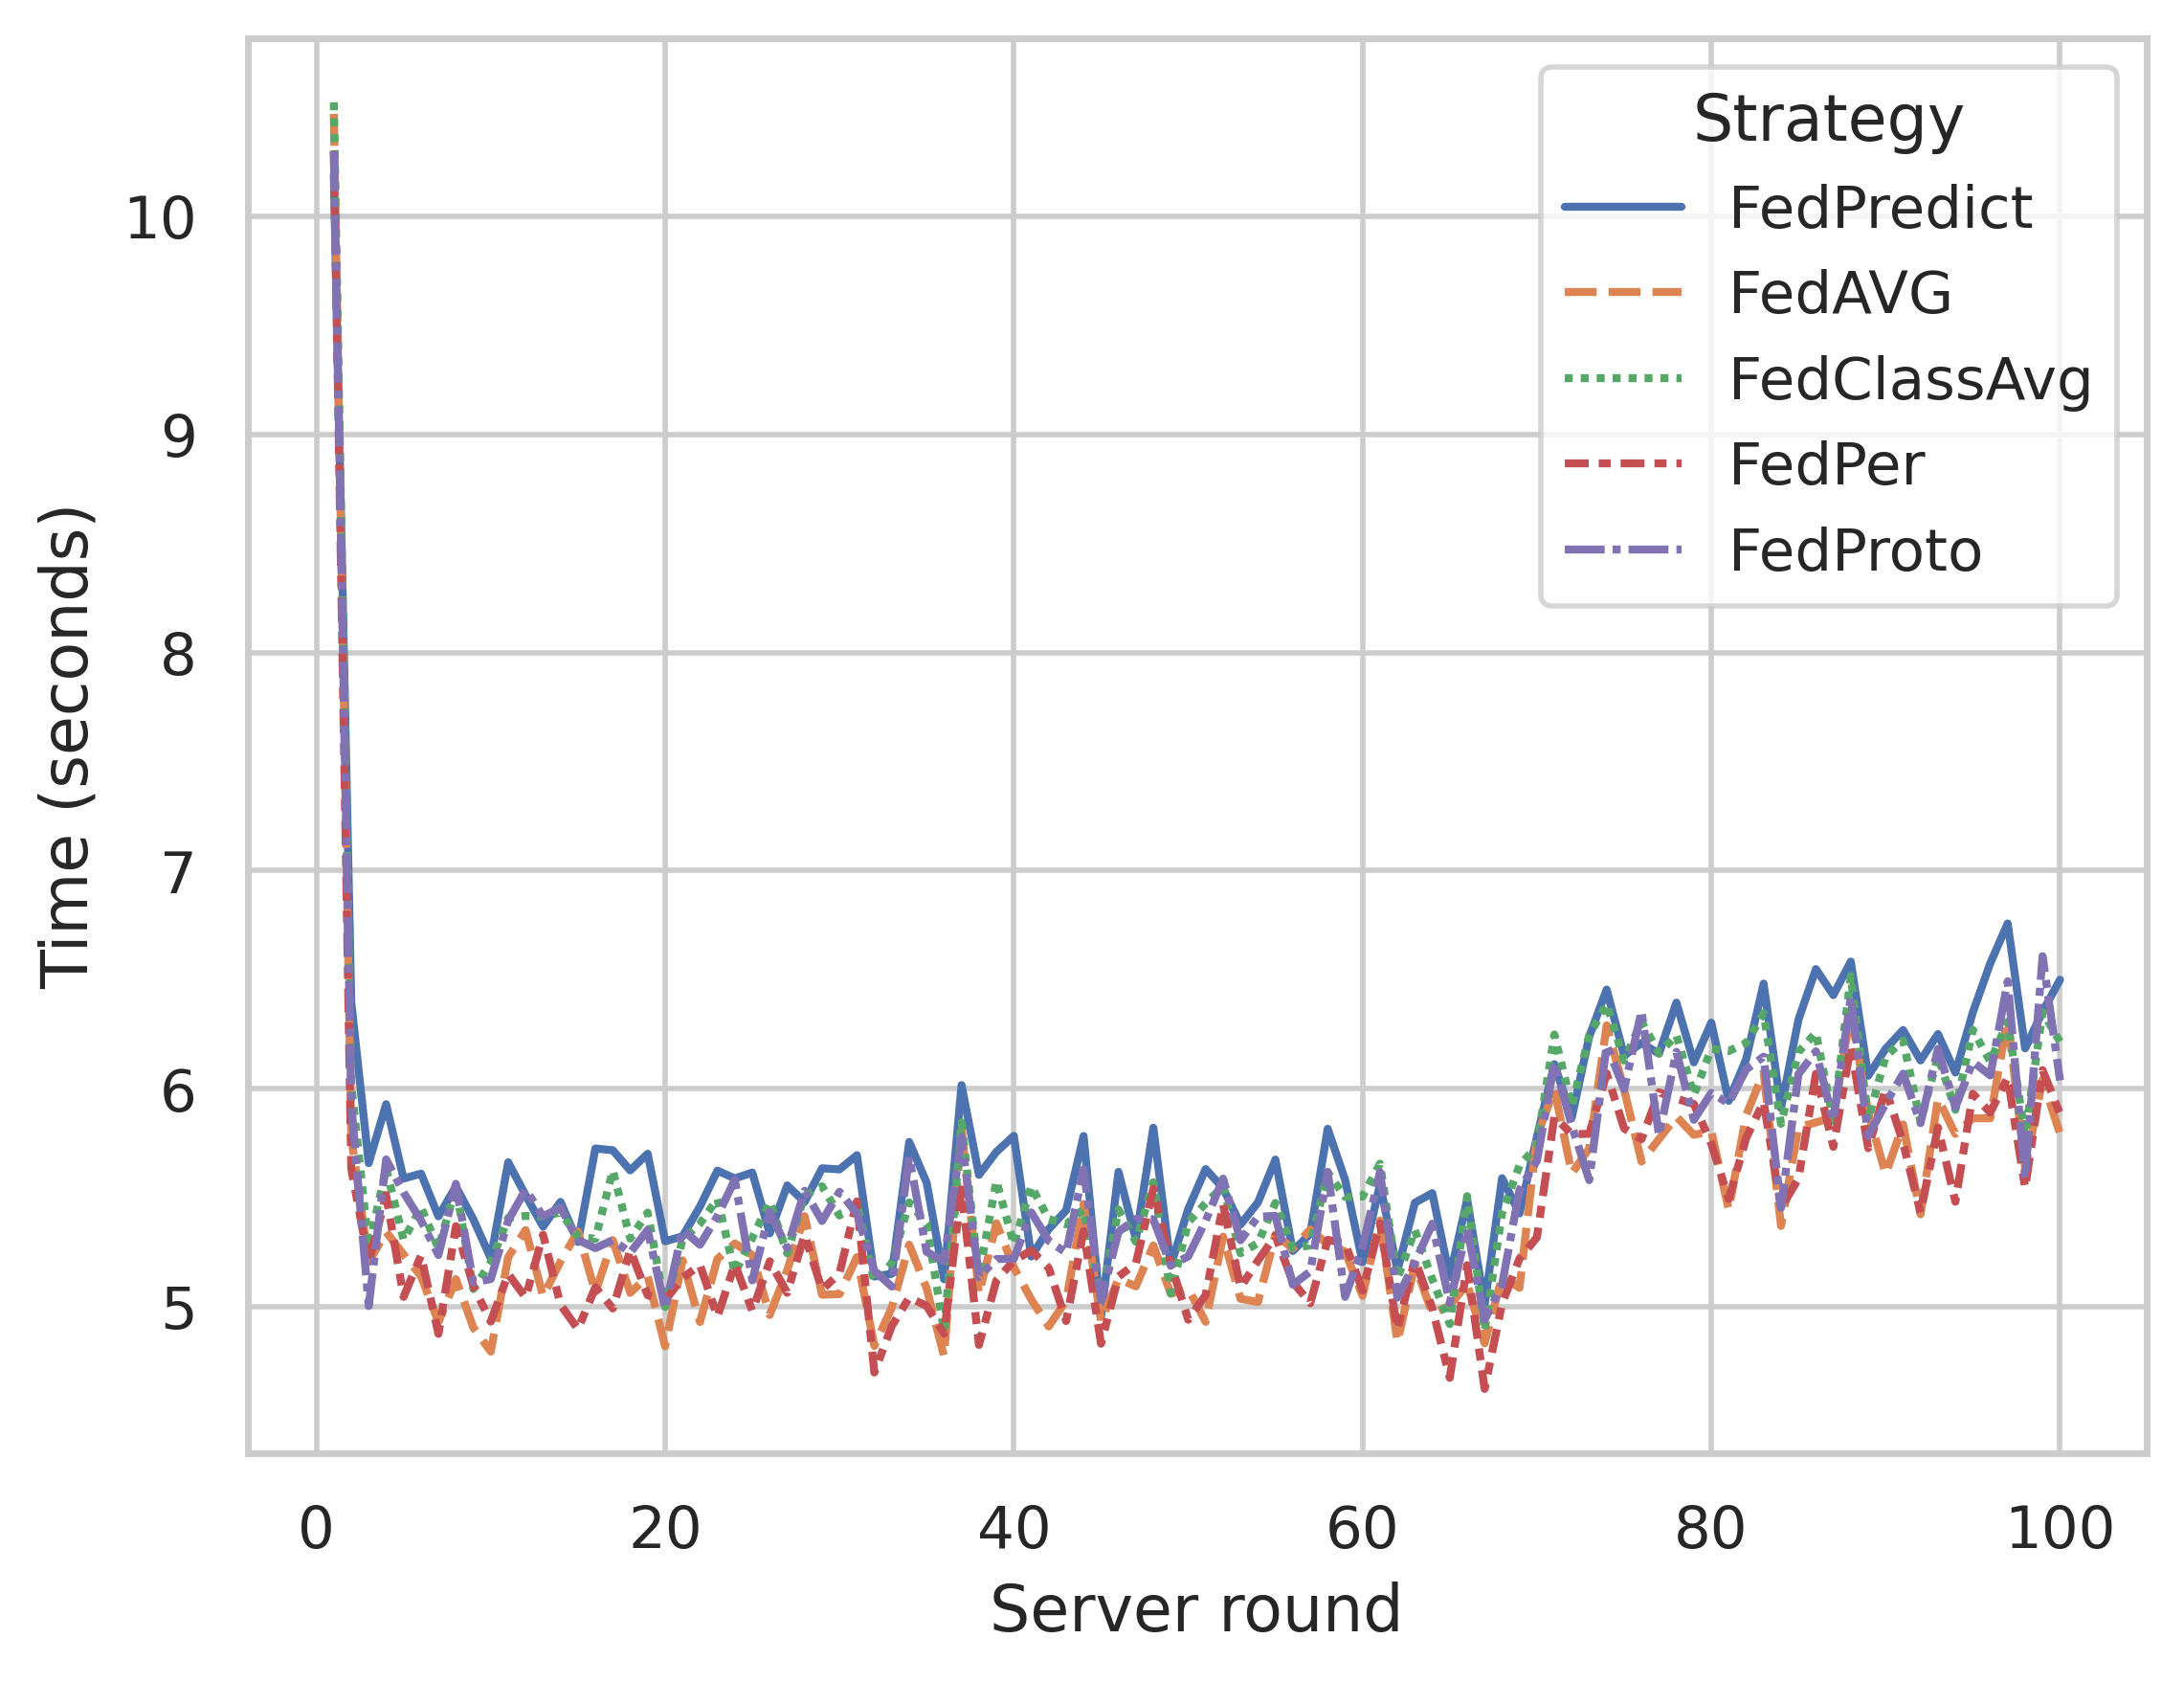 Strategy
FedPredict
FedAVG
FedClassAvg
FedPer
FedProto
Time (seconds)
10
9
8
7
6
5
0 20 40 60 80 100
Server round